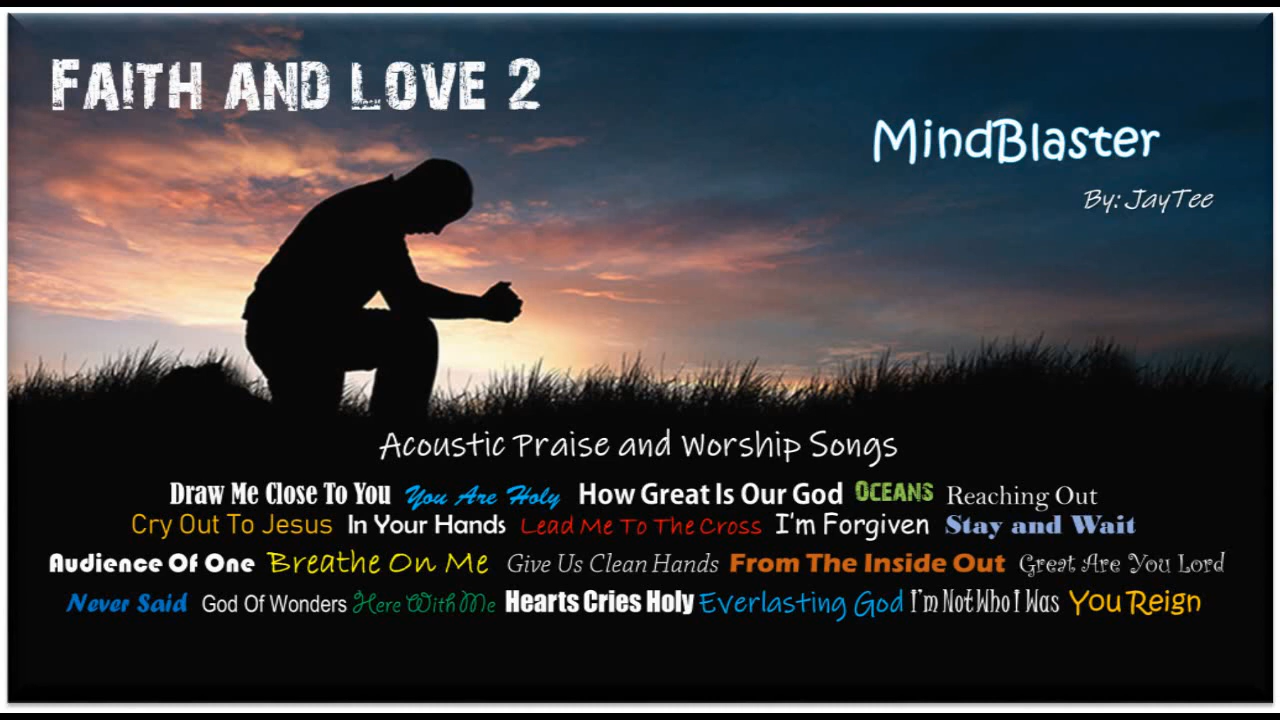 FAITH AND LOVE 2
MindBlaster
By: JayTee
Acoustic Praise and Worship Songs
Draw Me Close To You You Are Holy How Great Is Our God OCEANS Reaching Out
Cry Out To Jesus In Your Hands Lead Me To The Cross I'm Forgiven Stay and Wait
Audience Of One Breathe On Me Give Us Clean Hands From The Inside Out Great Are You Lord
Never Said God Of Wonders Here With Me Hearts Cries Holy Everlasting God I'm Not Who I Was You Reign